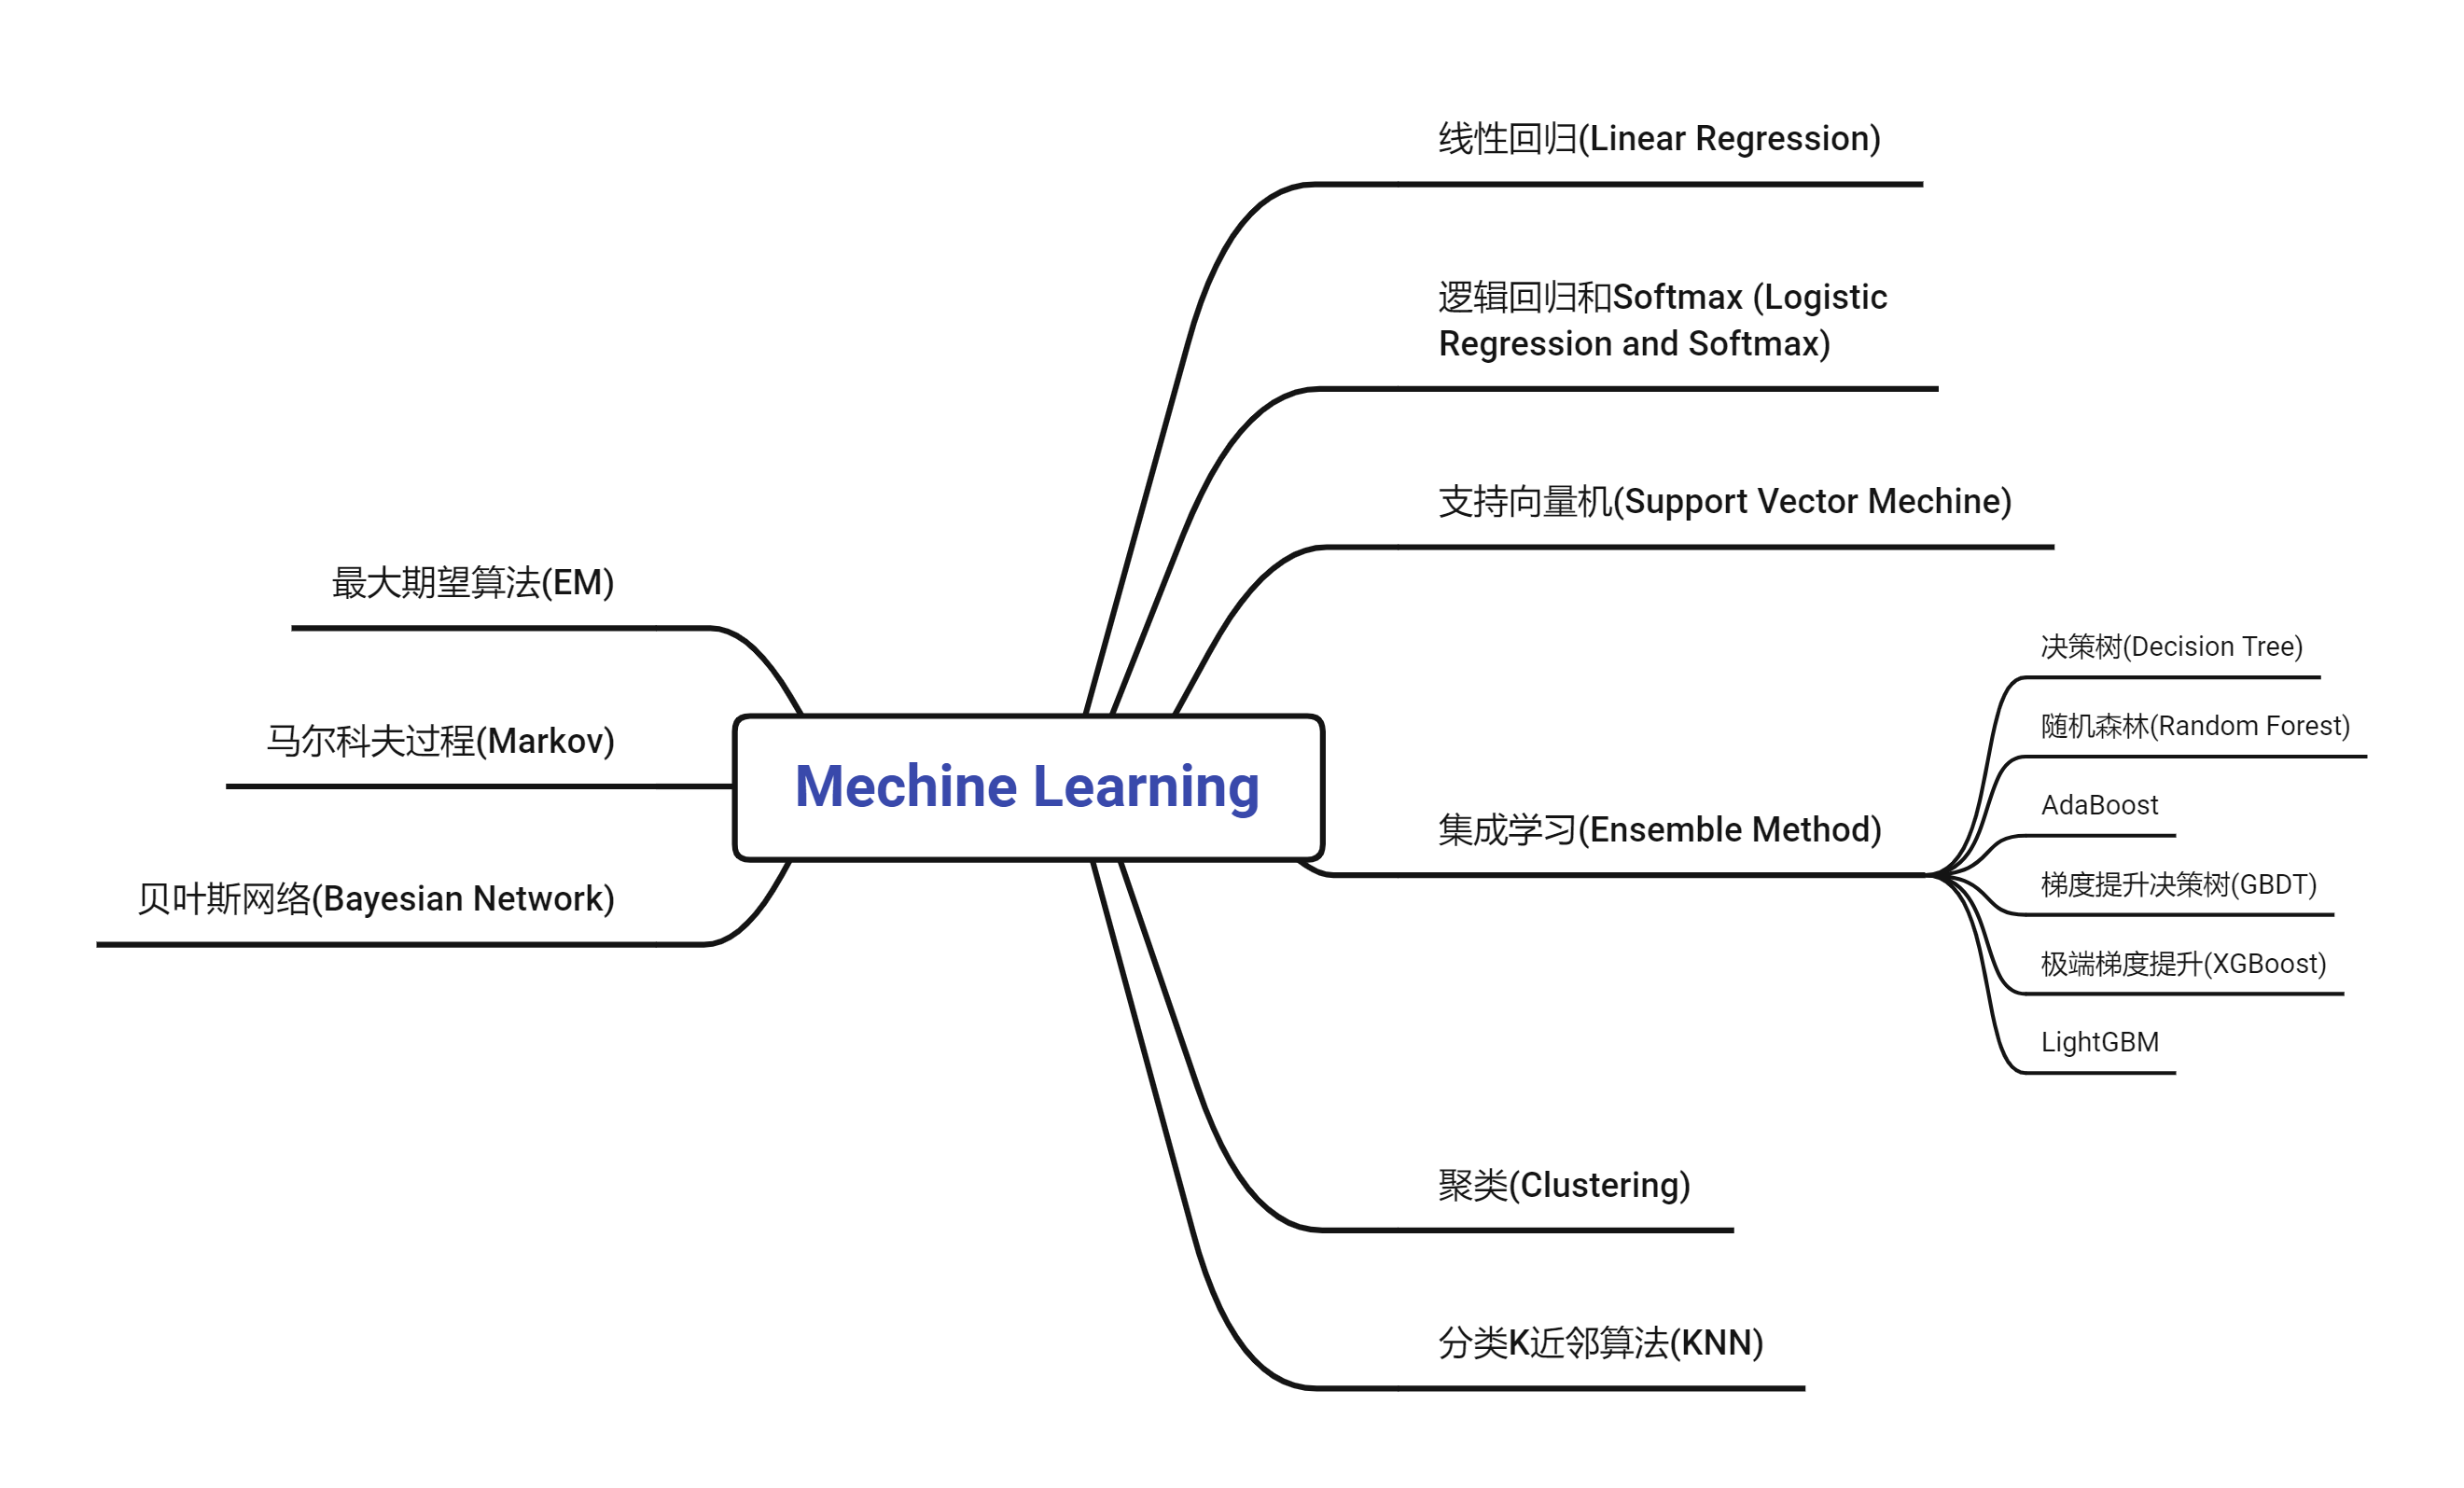 线性回归(Linear Regression)
逻辑回归和Softmax (Logistic
Regression and Softmax)
支持向量机(Support Vector Mechine)
最大期望算法(EM)
马尔科夫过程(Markov)
贝叶斯网络(Bayesian Network)
Mechine Learning
集成学习(Ensemble Method)
决策树(Decision Tree)
随机森林(Random Forest)
AdaBoost
梯度提升决策树(GBDT)
极端梯度提升(XGBoost)
LightGBM
聚类(Clustering)
分类K近邻算法(KNN)